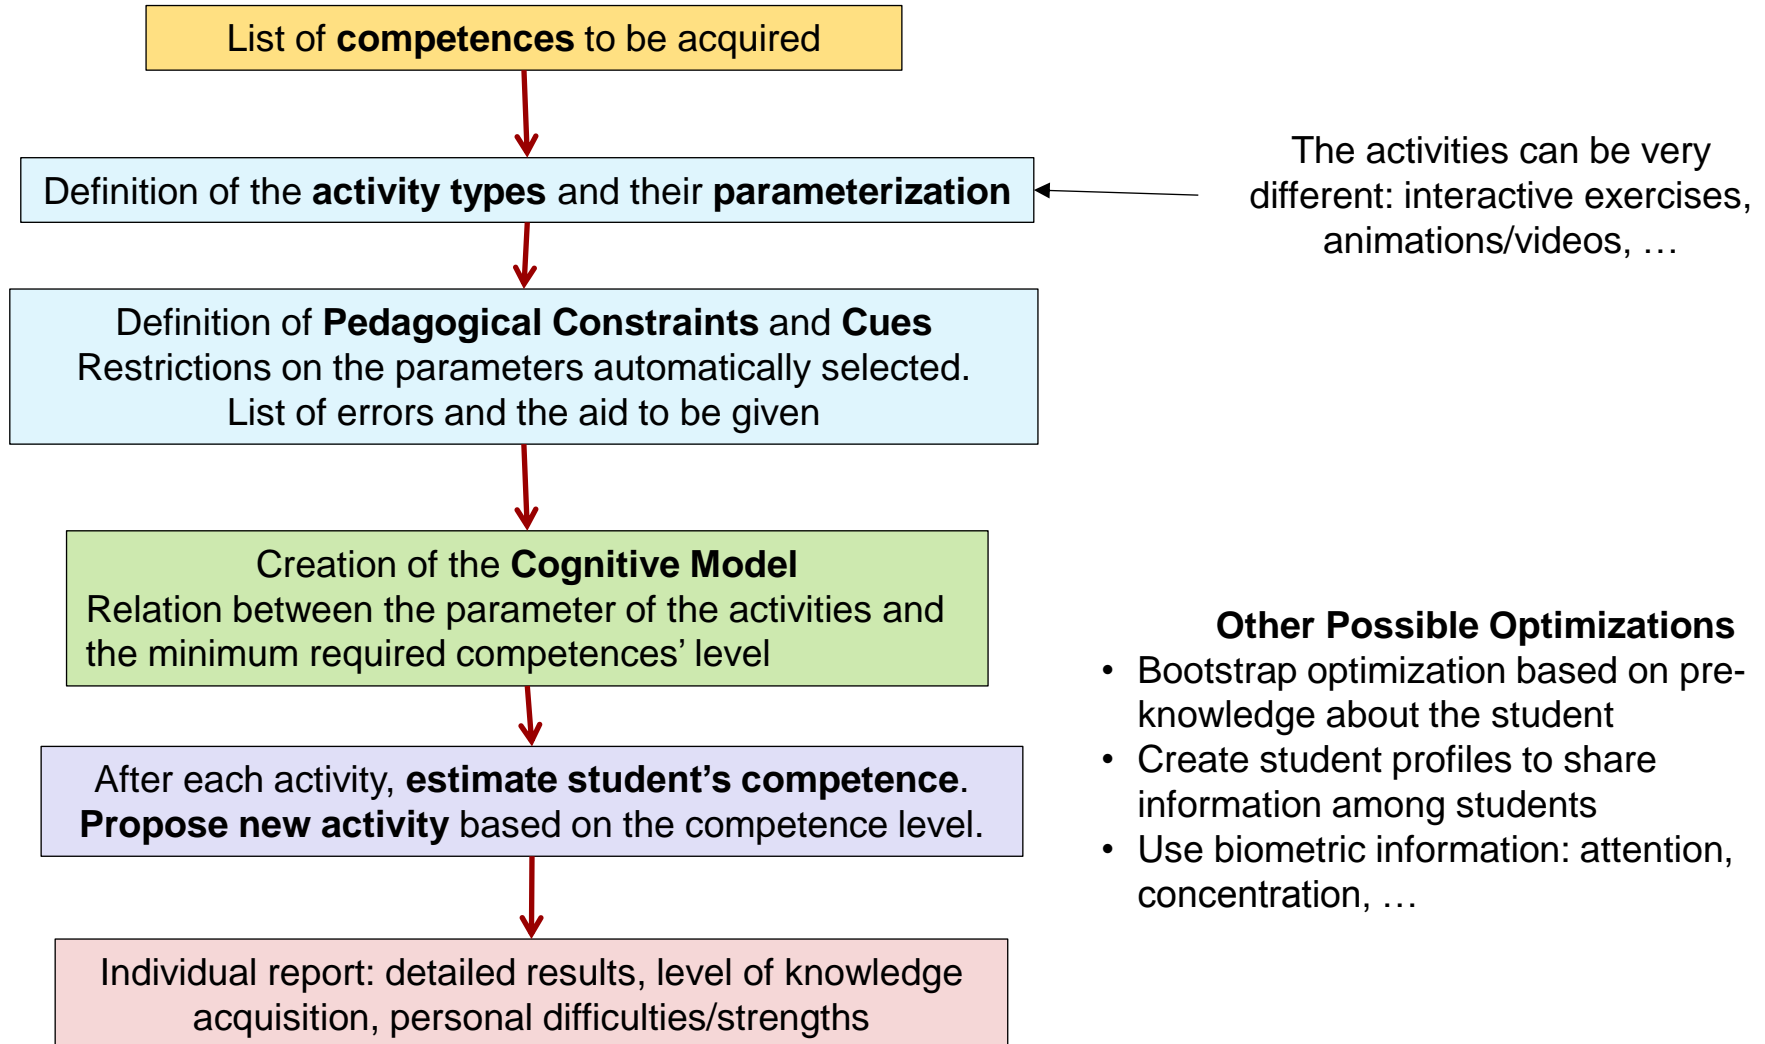 List of competences to be acquired
Definition of the activity types and their parameterization
The activities can be very
different: interactive exercises,
animations/videos, …
Definition of Pedagogical Constraints and Cues
Restrictions on the parameters automatically selected.
List of errors and the aid to be given
Creation of the Cognitive Model
Relation between the parameter of the activities and
the minimum required competences’ level
After each activity, estimate student’s competence.
Propose new activity based on the competence level.
Individual report: detailed results, level of knowledge
acquisition, personal difficulties/strengths
Other Possible Optimizations
• Bootstrap optimization based on pre-
knowledge about the student
• Create student profiles to share
information among students
• Use biometric information: attention,
concentration, …